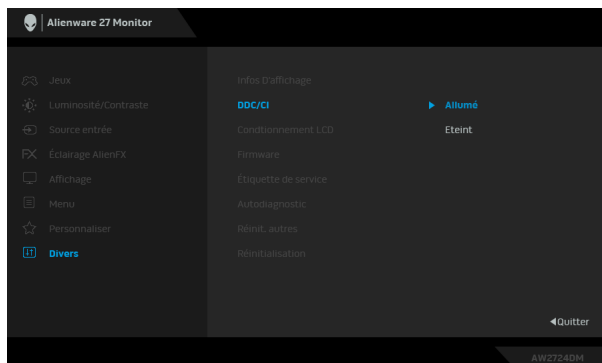 Alienware 27 Monitor
Jeux
Infos D'affichage
Luminosité/Contraste
DDC/CI
Allumé
Source entrée
Condtionnement LCD
Eteint
Éclairage AlienFX
Firmware
Affichage
Étiquette de service
Menu
Autodiagnostic
Personnaliser
Réinit. autres
Divers
Réinitialisation
Quitter
AW2724DM